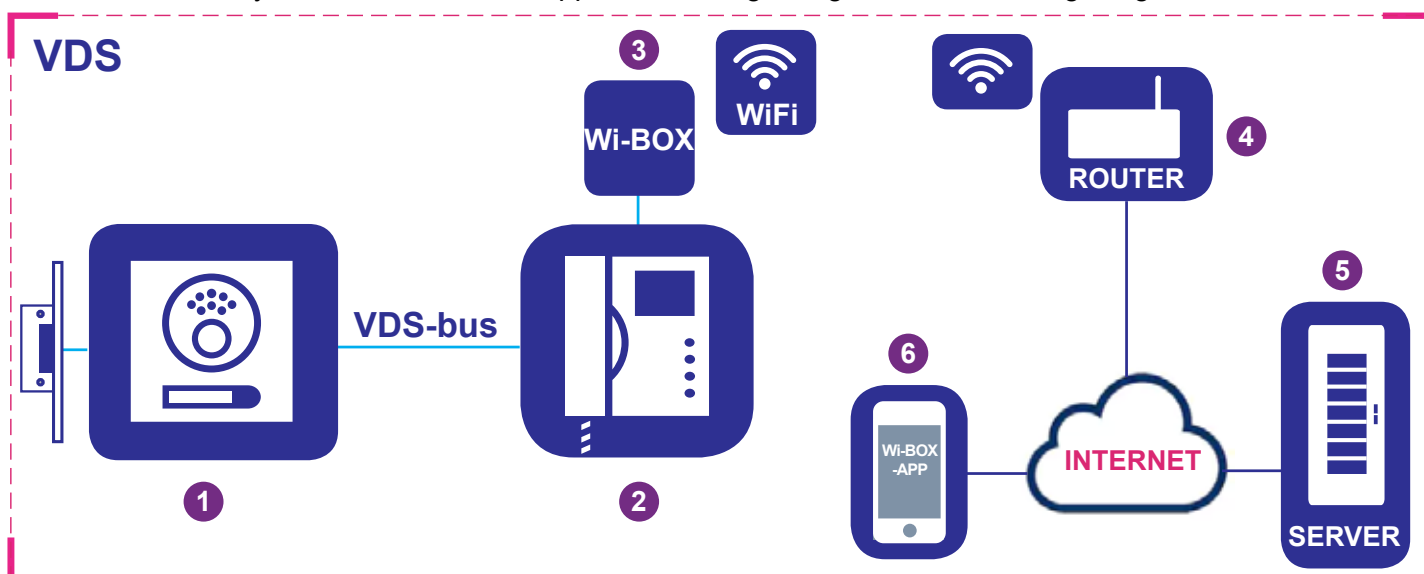 VDS
3
WiFi
Wi-BOX
4
ROUTER
VDS-bus
5
6
Wi-BOX
-APP
INTERNET
SERVER
1
2